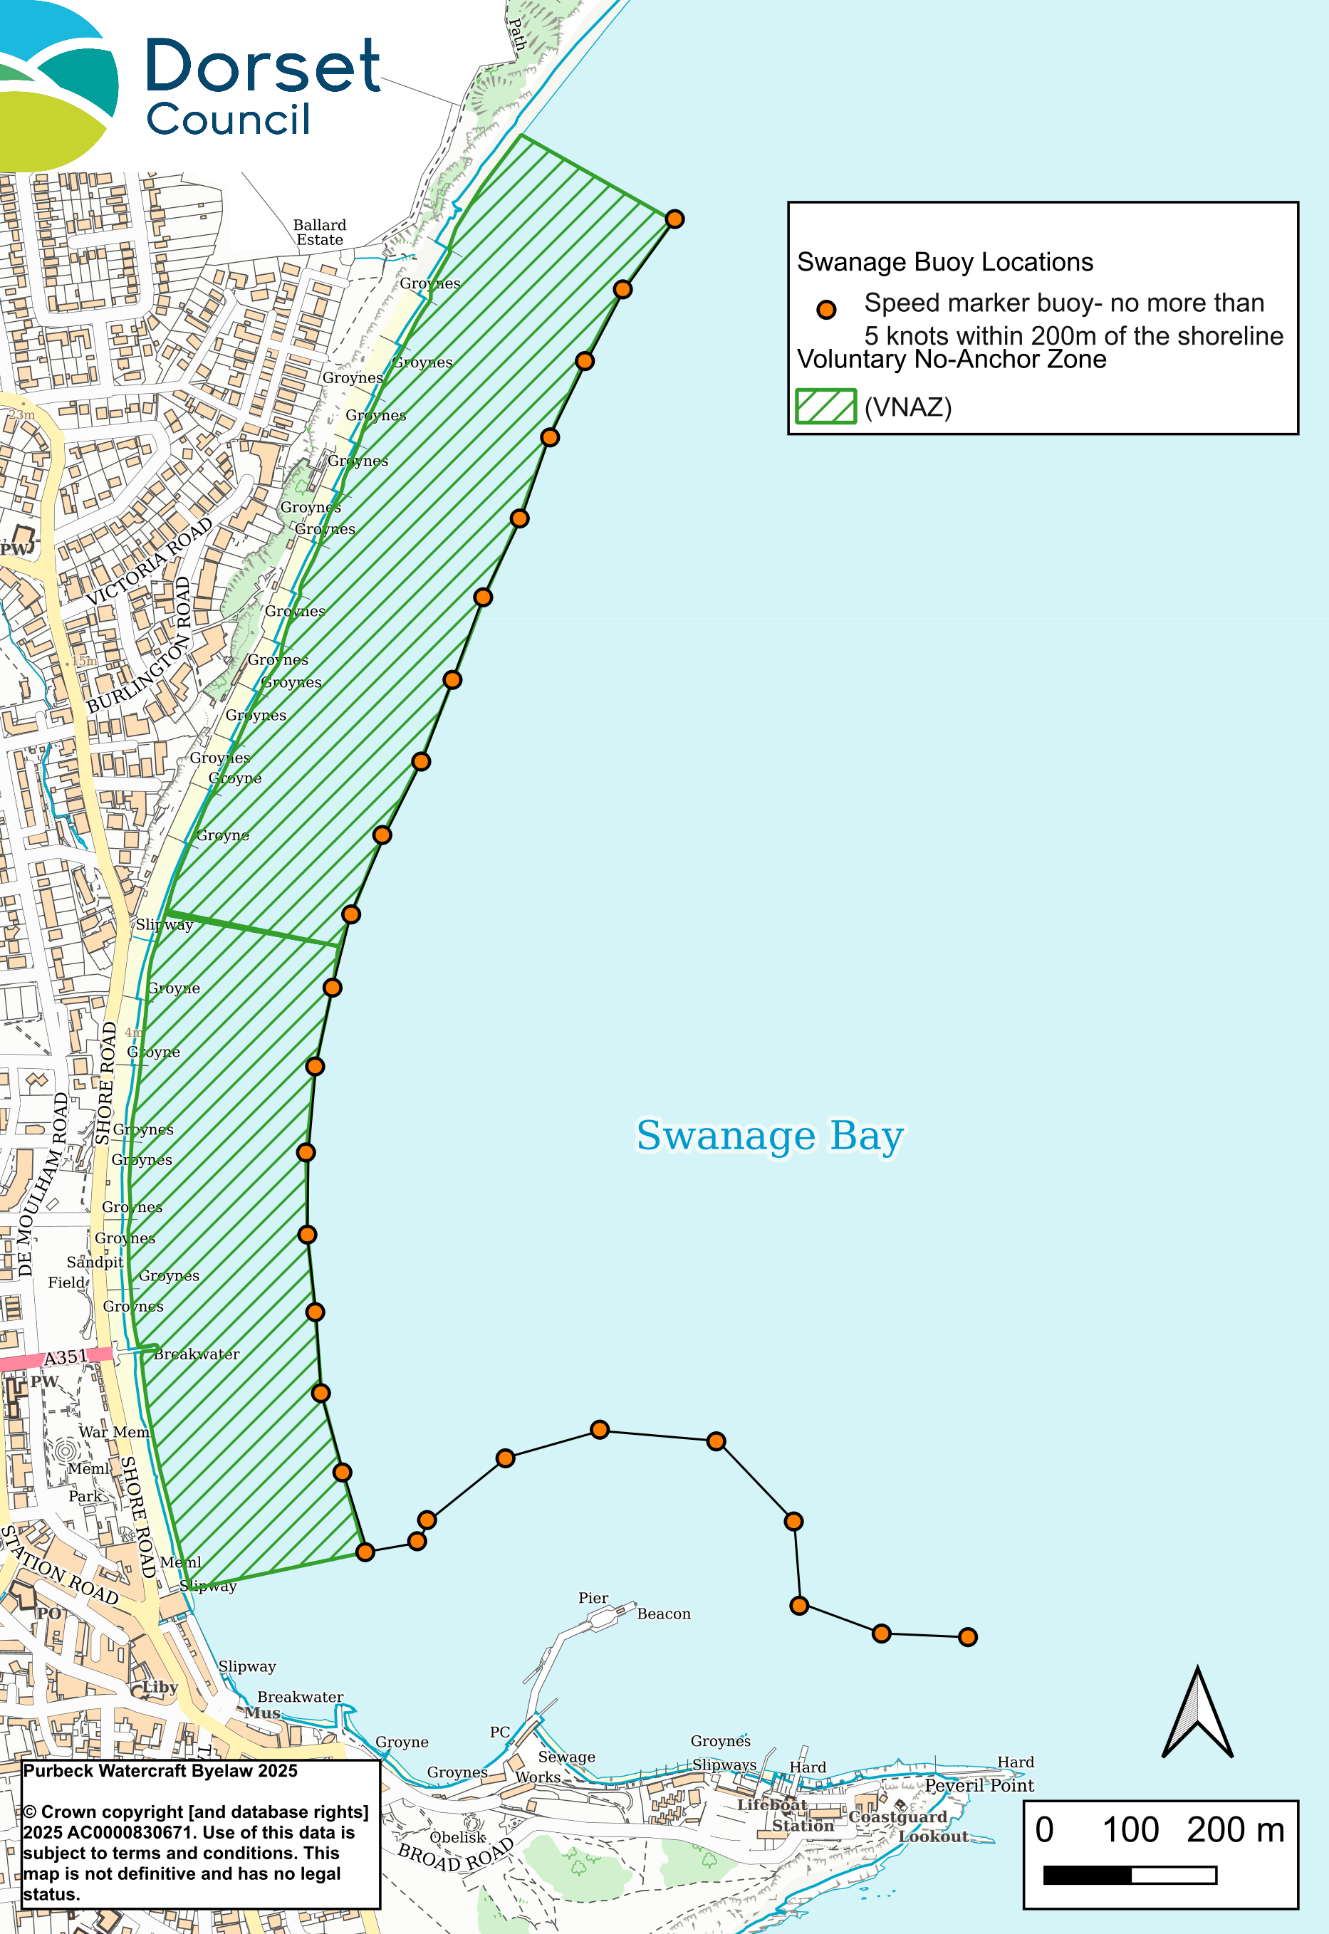 Dorset
Council
Path
Ballard
Estate
Swanage Buoy Locations
Speed marker buoy- no more than
5 knots within 200m of the shoreline
Voluntary No-Anchor Zone
(VNAZ)
Groynes
Groynes
Groynes
23m
Groynes
Groynes
Groynes
Groynes
PW
VICTORIA ROAD
BURLINGTON ROAD
Groynes
15m
Groynes
Groynes
Groynes
Groynes
Groyne
Groyne
Slipway
Groyne
4m
Groyne
SHORE ROAD
DE MOULHAM ROAD
Groynes
Swanage Bay
Groynes
Groynes
Groynes
Sandpit
Field
Groynes
Groynes
A351
Breakwater
PW
War Meml
Meml
Park
SHORE ROAD
STATION ROAD
Meml
Slipway
PO
Pier
Beacon
Slipway
Liby
Breakwater
Mus
PC
Groyne
Sewage
Works
Groynes
Groynes
Slipways
Hard
Hard
Peveril Point
Lifeboat
Station
Coastguard
Lookout
Obelisk
BROAD ROAD
Purbeck Watercraft Byelaw 2025
© Crown copyright [and database rights]
2025 AC0000830671. Use of this data is
subject to terms and conditions. This
map is not definitive and has no legal
status.
0 100 200 m